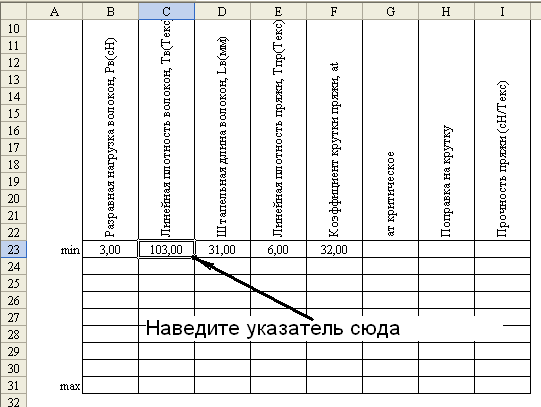 A B C D E F G H I
10
11
12
13
14
15
16
17
18
19
20
21
22
Разравная нагрузка волокон, Рв(сН)
Линейная плотность волокон, Тв(Текс
Штапельная длина волокон, Lв(мм)
Линейная плотность пряжи, Тпр(Текс)
Коэффициент крутки пряжи, at
ат критическое
Поправка на крутку
Прочность пряжи (сН/Текс)
23 min 3,00 103,00 31,00 6,00 32,00
24
25
26
27
Наведите указатель сюда
28
29
30
31 max
32